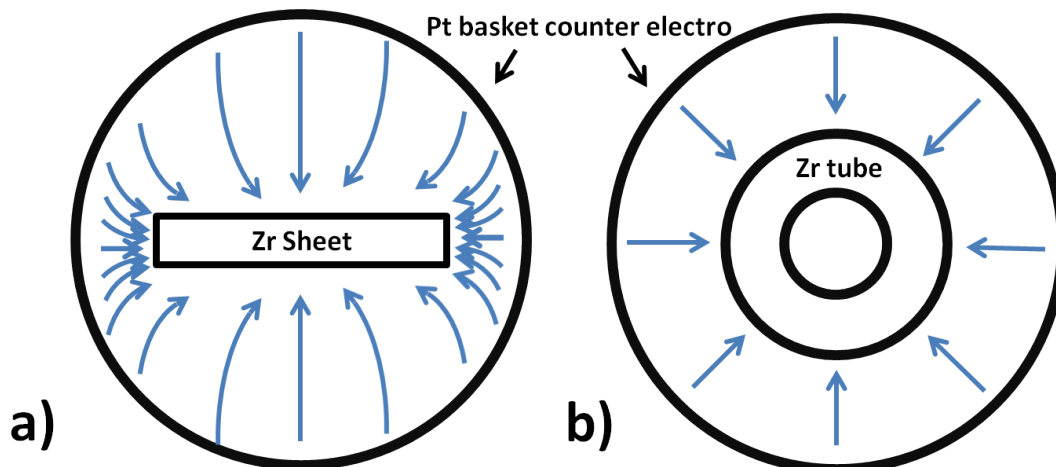 Pt basket counter electro
Zr Sheet
Zr tube
a)
b)